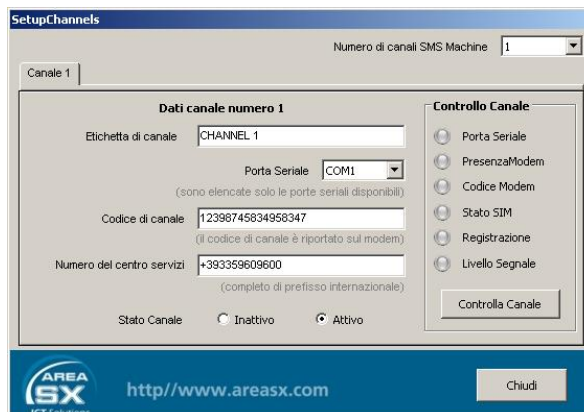 SetupChannels
Numero di canali SMS Machine 1
Canale 1
Dati canale numero 1
Etichetta di canale CHANNEL 1
Porta Seriale COM1
(sono elencate solo le porte seriali disponibili)
Codice di canale 12398745834958347
(il codice di canale è riportato sul modem)
Numero del centro servizi +393359609600
(completo di prefisso internazionale)
Stato Canale Inattivo Attivo
Controllo Canale
Porta Seriale
PresenzaModem
Codice Modem
Stato SIM
Registrazione
Livello Segnale
Controlla Canale
AREA
SX
ICT Solutions
http//www.areasx.com
Chiudi